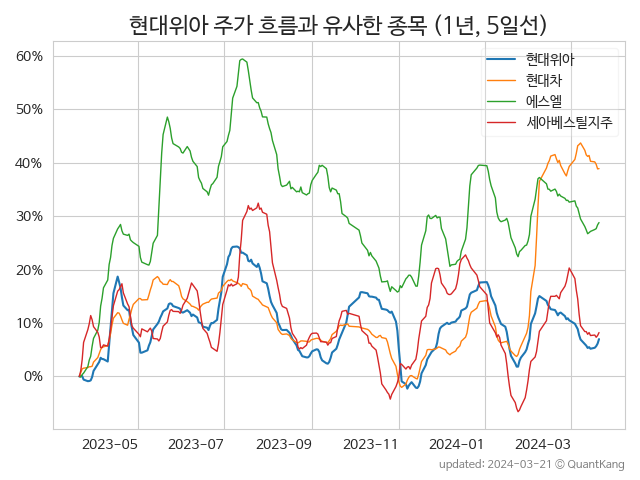 현대위아 주가 흐름과 유사한 종목 (1년, 5일선)
현대위아
현대차
에스엘
세아베스틸지주
60%
50%
40%
30%
20%
10%
0%
2023-05 2023-07 2023-09 2023-11 2024-01 2024-03
updated: 2024-03-21 © QuantKang